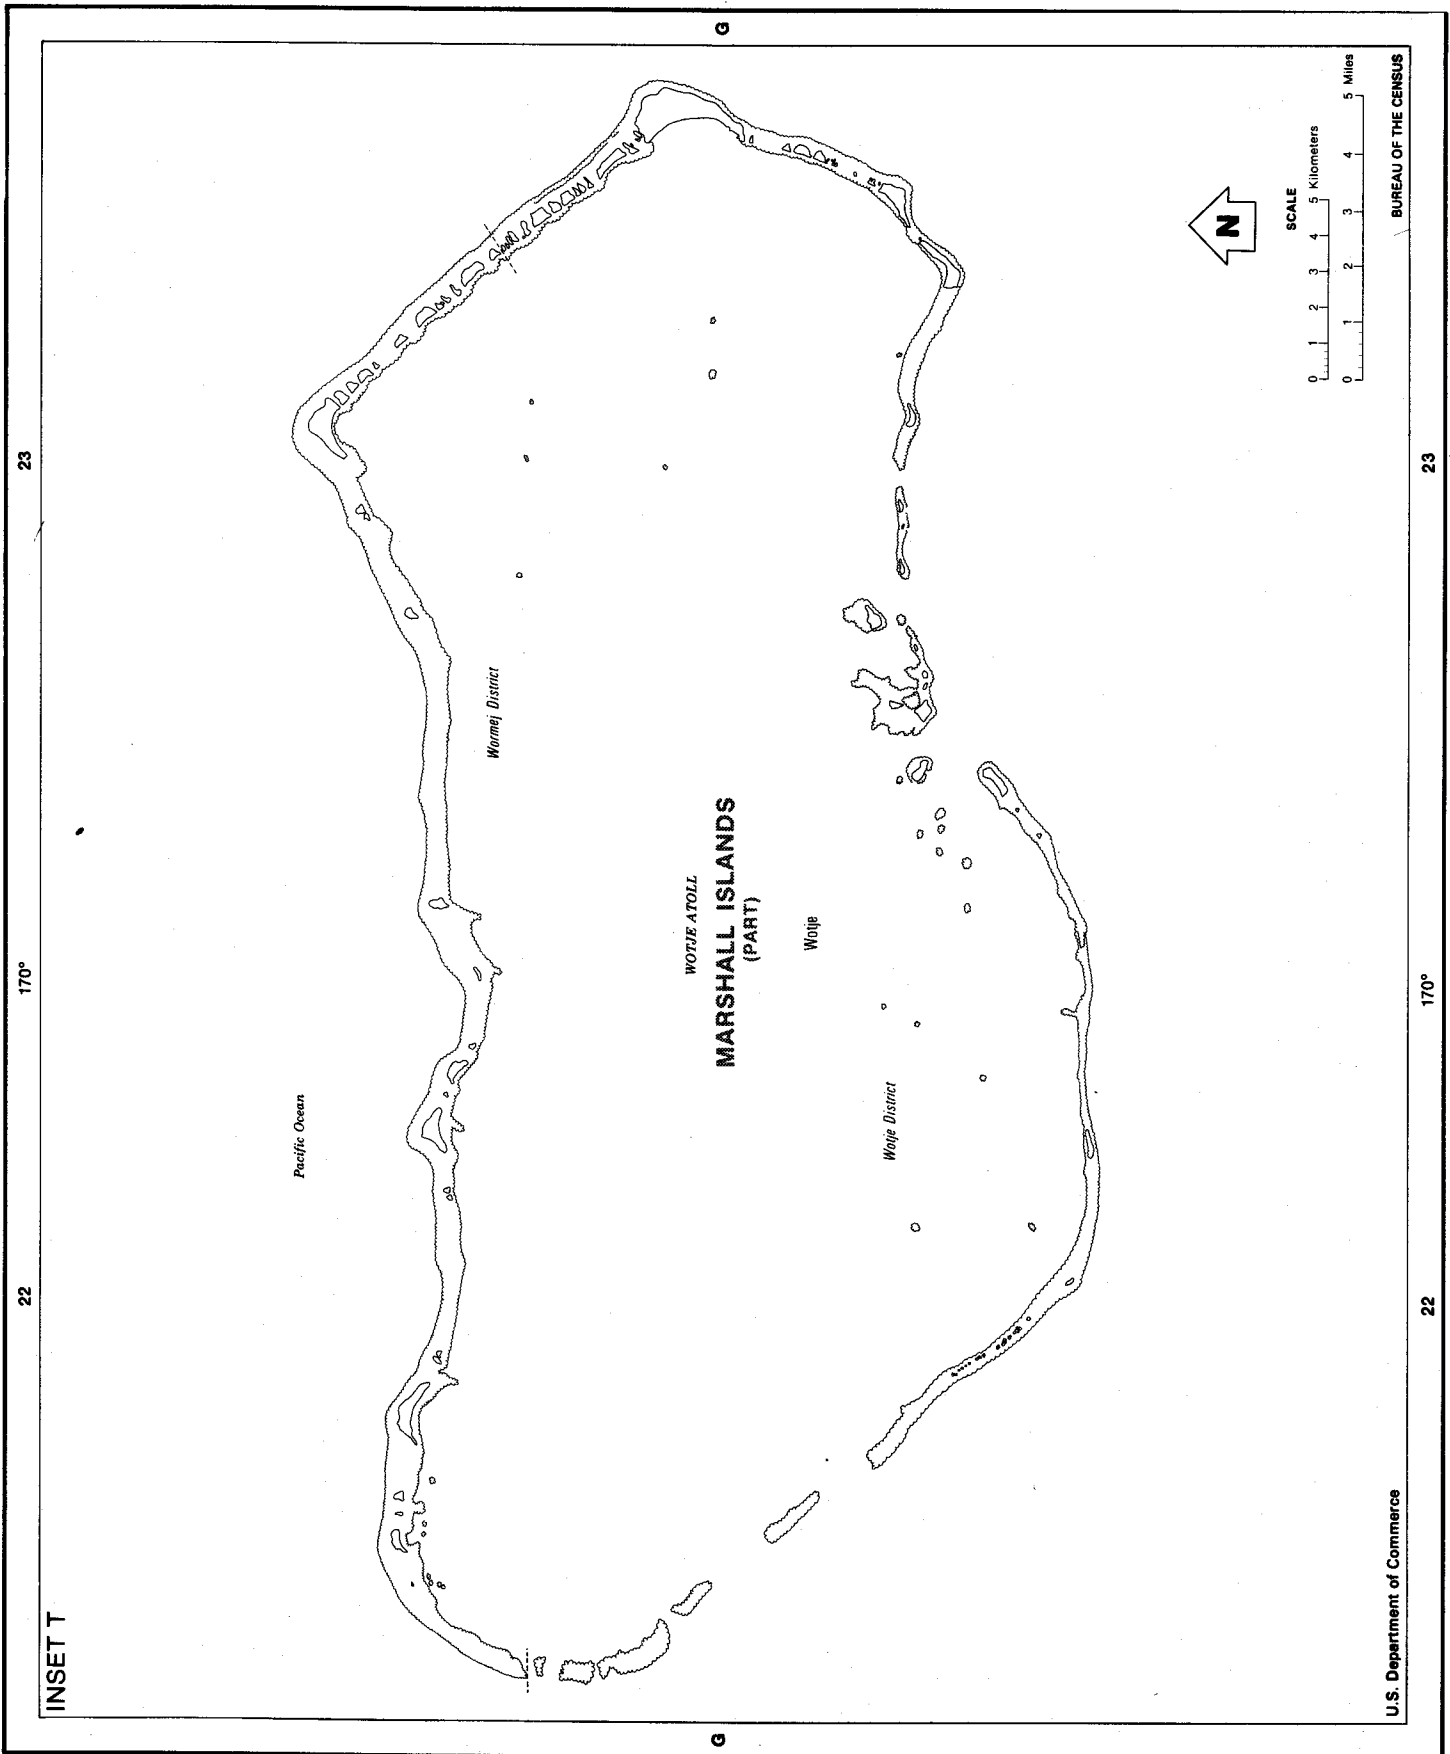 INSET T
22
170°
23
G
G
Pacific Ocean
Wormej District
WOTJE ATOLL
MARSHALL ISLANDS
(PART)
Wotje
Wotje District
N
SCALE
0 1 2 3 4 5 Kilometers
0 1 2 3 4 5 Miles
U.S. Department of Commerce
BUREAU OF THE CENSUS
22
170°
23